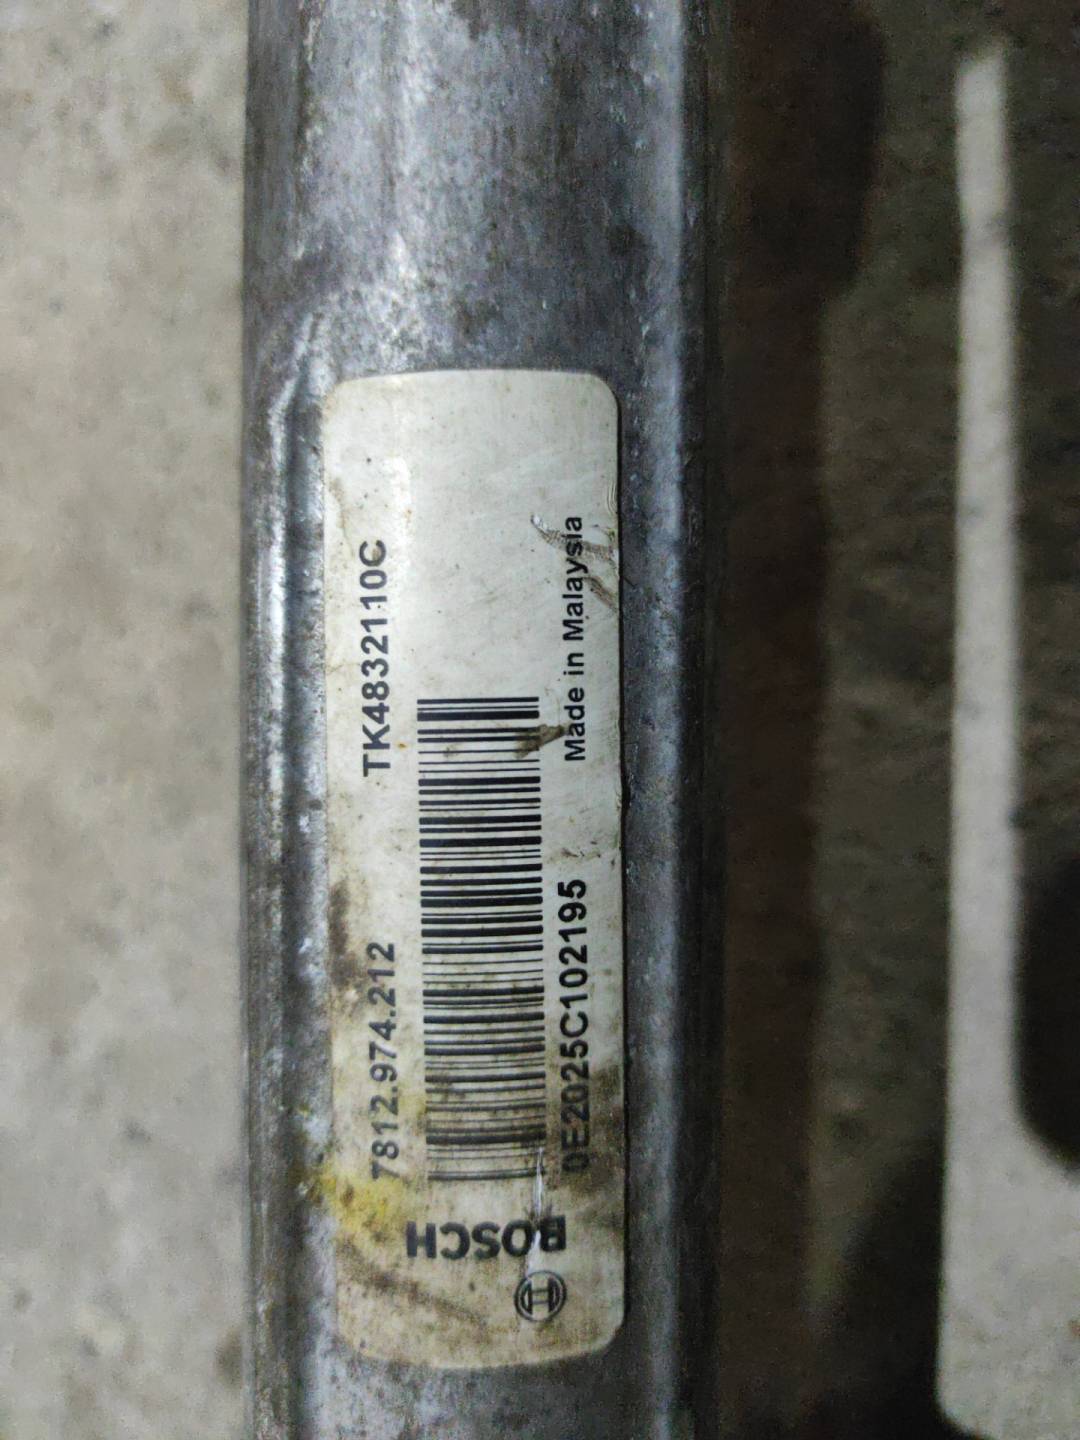 7812.974.212 TK4832110C
0E2025C102195 Made in Malaysia
BOSCH